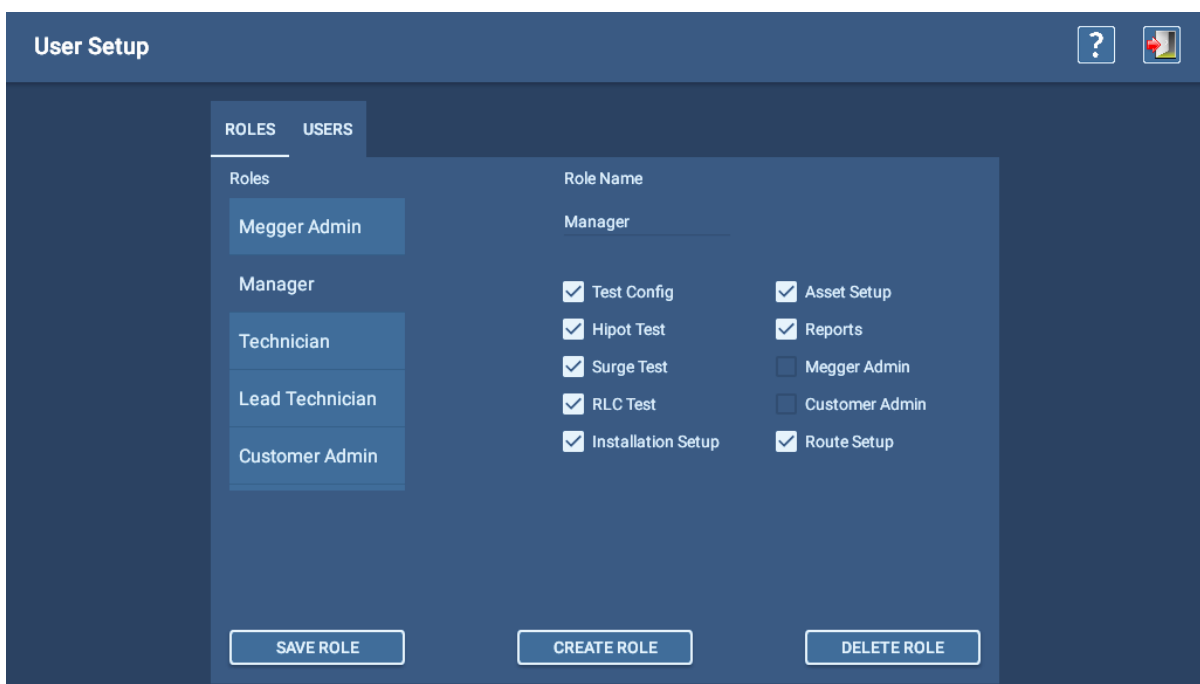 User Setup
?
ROLES USERS
Roles
Megger Admin
Manager
Technician
Lead Technician
Customer Admin
Role Name
Manager
Test Config
Hipot Test
Surge Test
RLC Test
Installation Setup
Asset Setup
Reports
Megger Admin
Customer Admin
Route Setup
SAVE ROLE
CREATE ROLE
DELETE ROLE